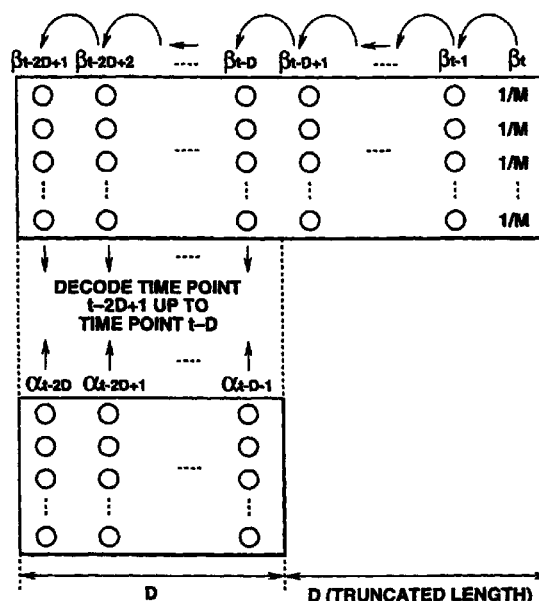 βt-2D+1 βt-2D+2 ---- βt-D βt-D+1 ---- βt-1 βt
1/M
1/M
1/M
1/M
DECODE TIME POINT
t-2D+1 UP TO
TIME POINT t-D
αt-2D αt-2D+1 αt-D-1
D D (TRUNCATED LENGTH)